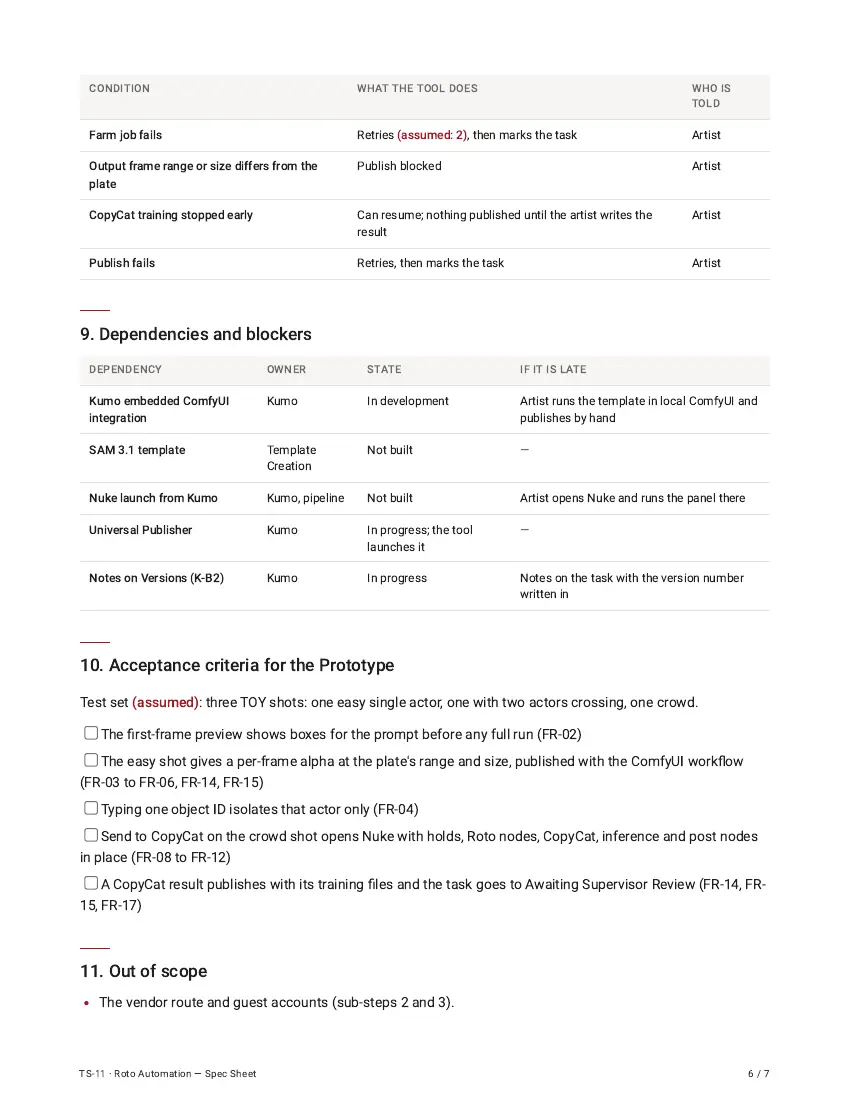 CONDITION WHAT THE TOOL DOES WHO IS
TOLD
Farm job fails Retries (assumed: 2), then marks the task Artist
Output frame range or size differs from the Publish blocked Artist
plate
CopyCat training stopped early Can resume; nothing published until the artist writes the Artist
result
Publish fails Retries, then marks the task Artist
9. Dependencies and blockers
DEPENDENCY OWNER STATE IF IT IS LATE
Kumo embedded ComfyUI Kumo In development Artist runs the template in local ComfyUI and
integration publishes by hand
SAM 3.1 template Template Not built —
Creation
Nuke launch from Kumo Kumo, pipeline Not built Artist opens Nuke and runs the panel there
Universal Publisher Kumo In progress; the tool —
launches it
Notes on Versions (K-B2) Kumo In progress Notes on the task with the version number
written in
10. Acceptance criteria for the Prototype
Test set (assumed): three TOY shots: one easy single actor, one with two actors crossing, one crowd.
The first-frame preview shows boxes for the prompt before any full run (FR-02)
The easy shot gives a per-frame alpha at the plate's range and size, published with the ComfyUI workflow
(FR-03 to FR-06, FR-14, FR-15)
Typing one object ID isolates that actor only (FR-04)
Send to CopyCat on the crowd shot opens Nuke with holds, Roto nodes, CopyCat, inference and post nodes
in place (FR-08 to FR-12)
A CopyCat result publishes with its training files and the task goes to Awaiting Supervisor Review (FR-14, FR-
15, FR-17)
11. Out of scope
• The vendor route and guest accounts (sub-steps 2 and 3).
TS-11 · Roto Automation — Spec Sheet 6 / 7